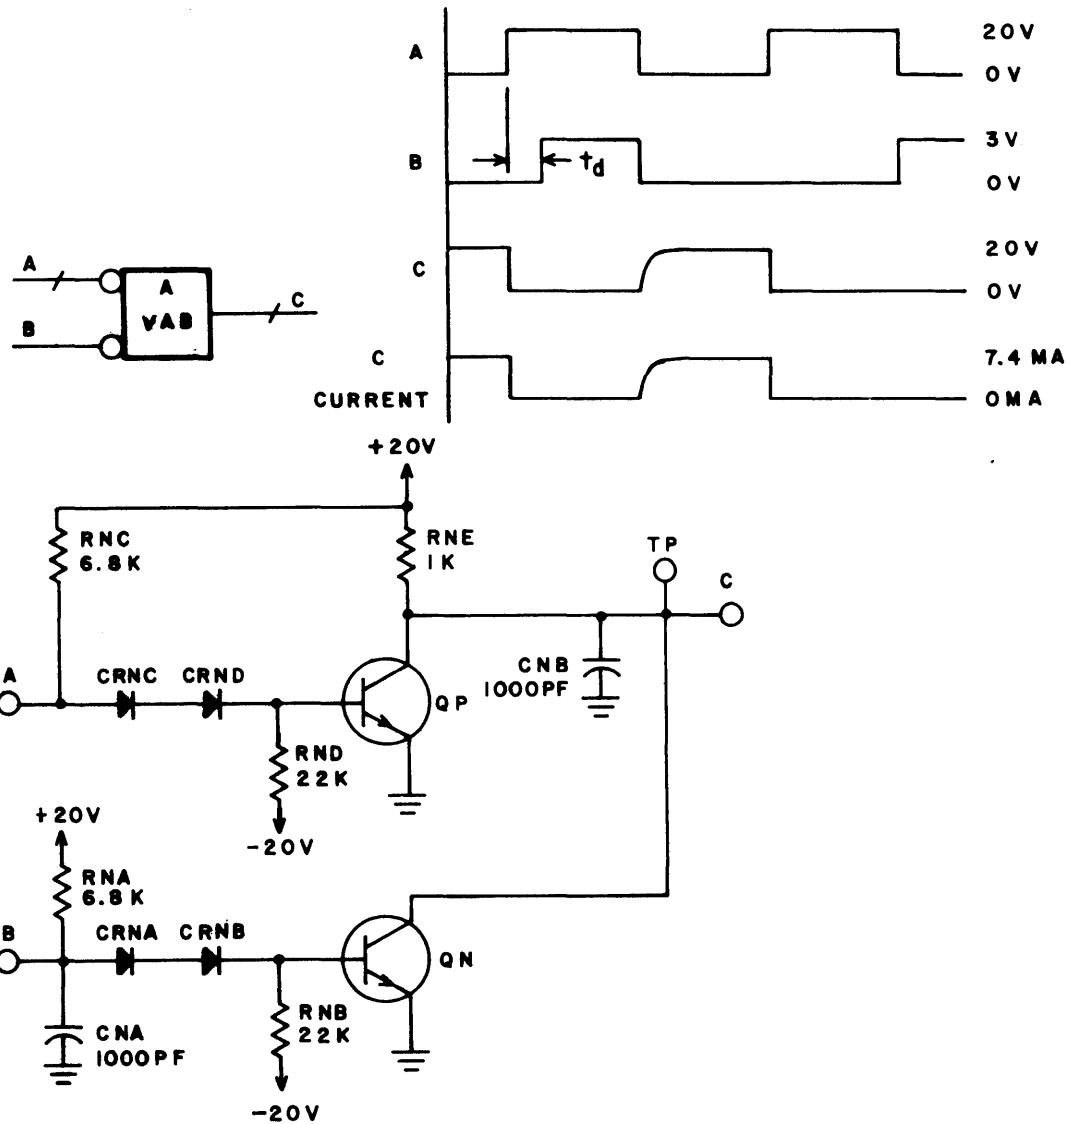 A
20V
0V
B
td
3V
0V
C
20V
0V
C
CURRENT
7.4 MA
0MA
A
B
A
VAB
C
+20V
RNC
6.8K
RNE
1K
TP
C
A
CRNC
CRND
QP
CNB
1000PF
RND
22K
-20V
+20V
RNA
6.8K
B
CRNA
CRNB
QN
CNA
1000PF
RNB
22K
-20V